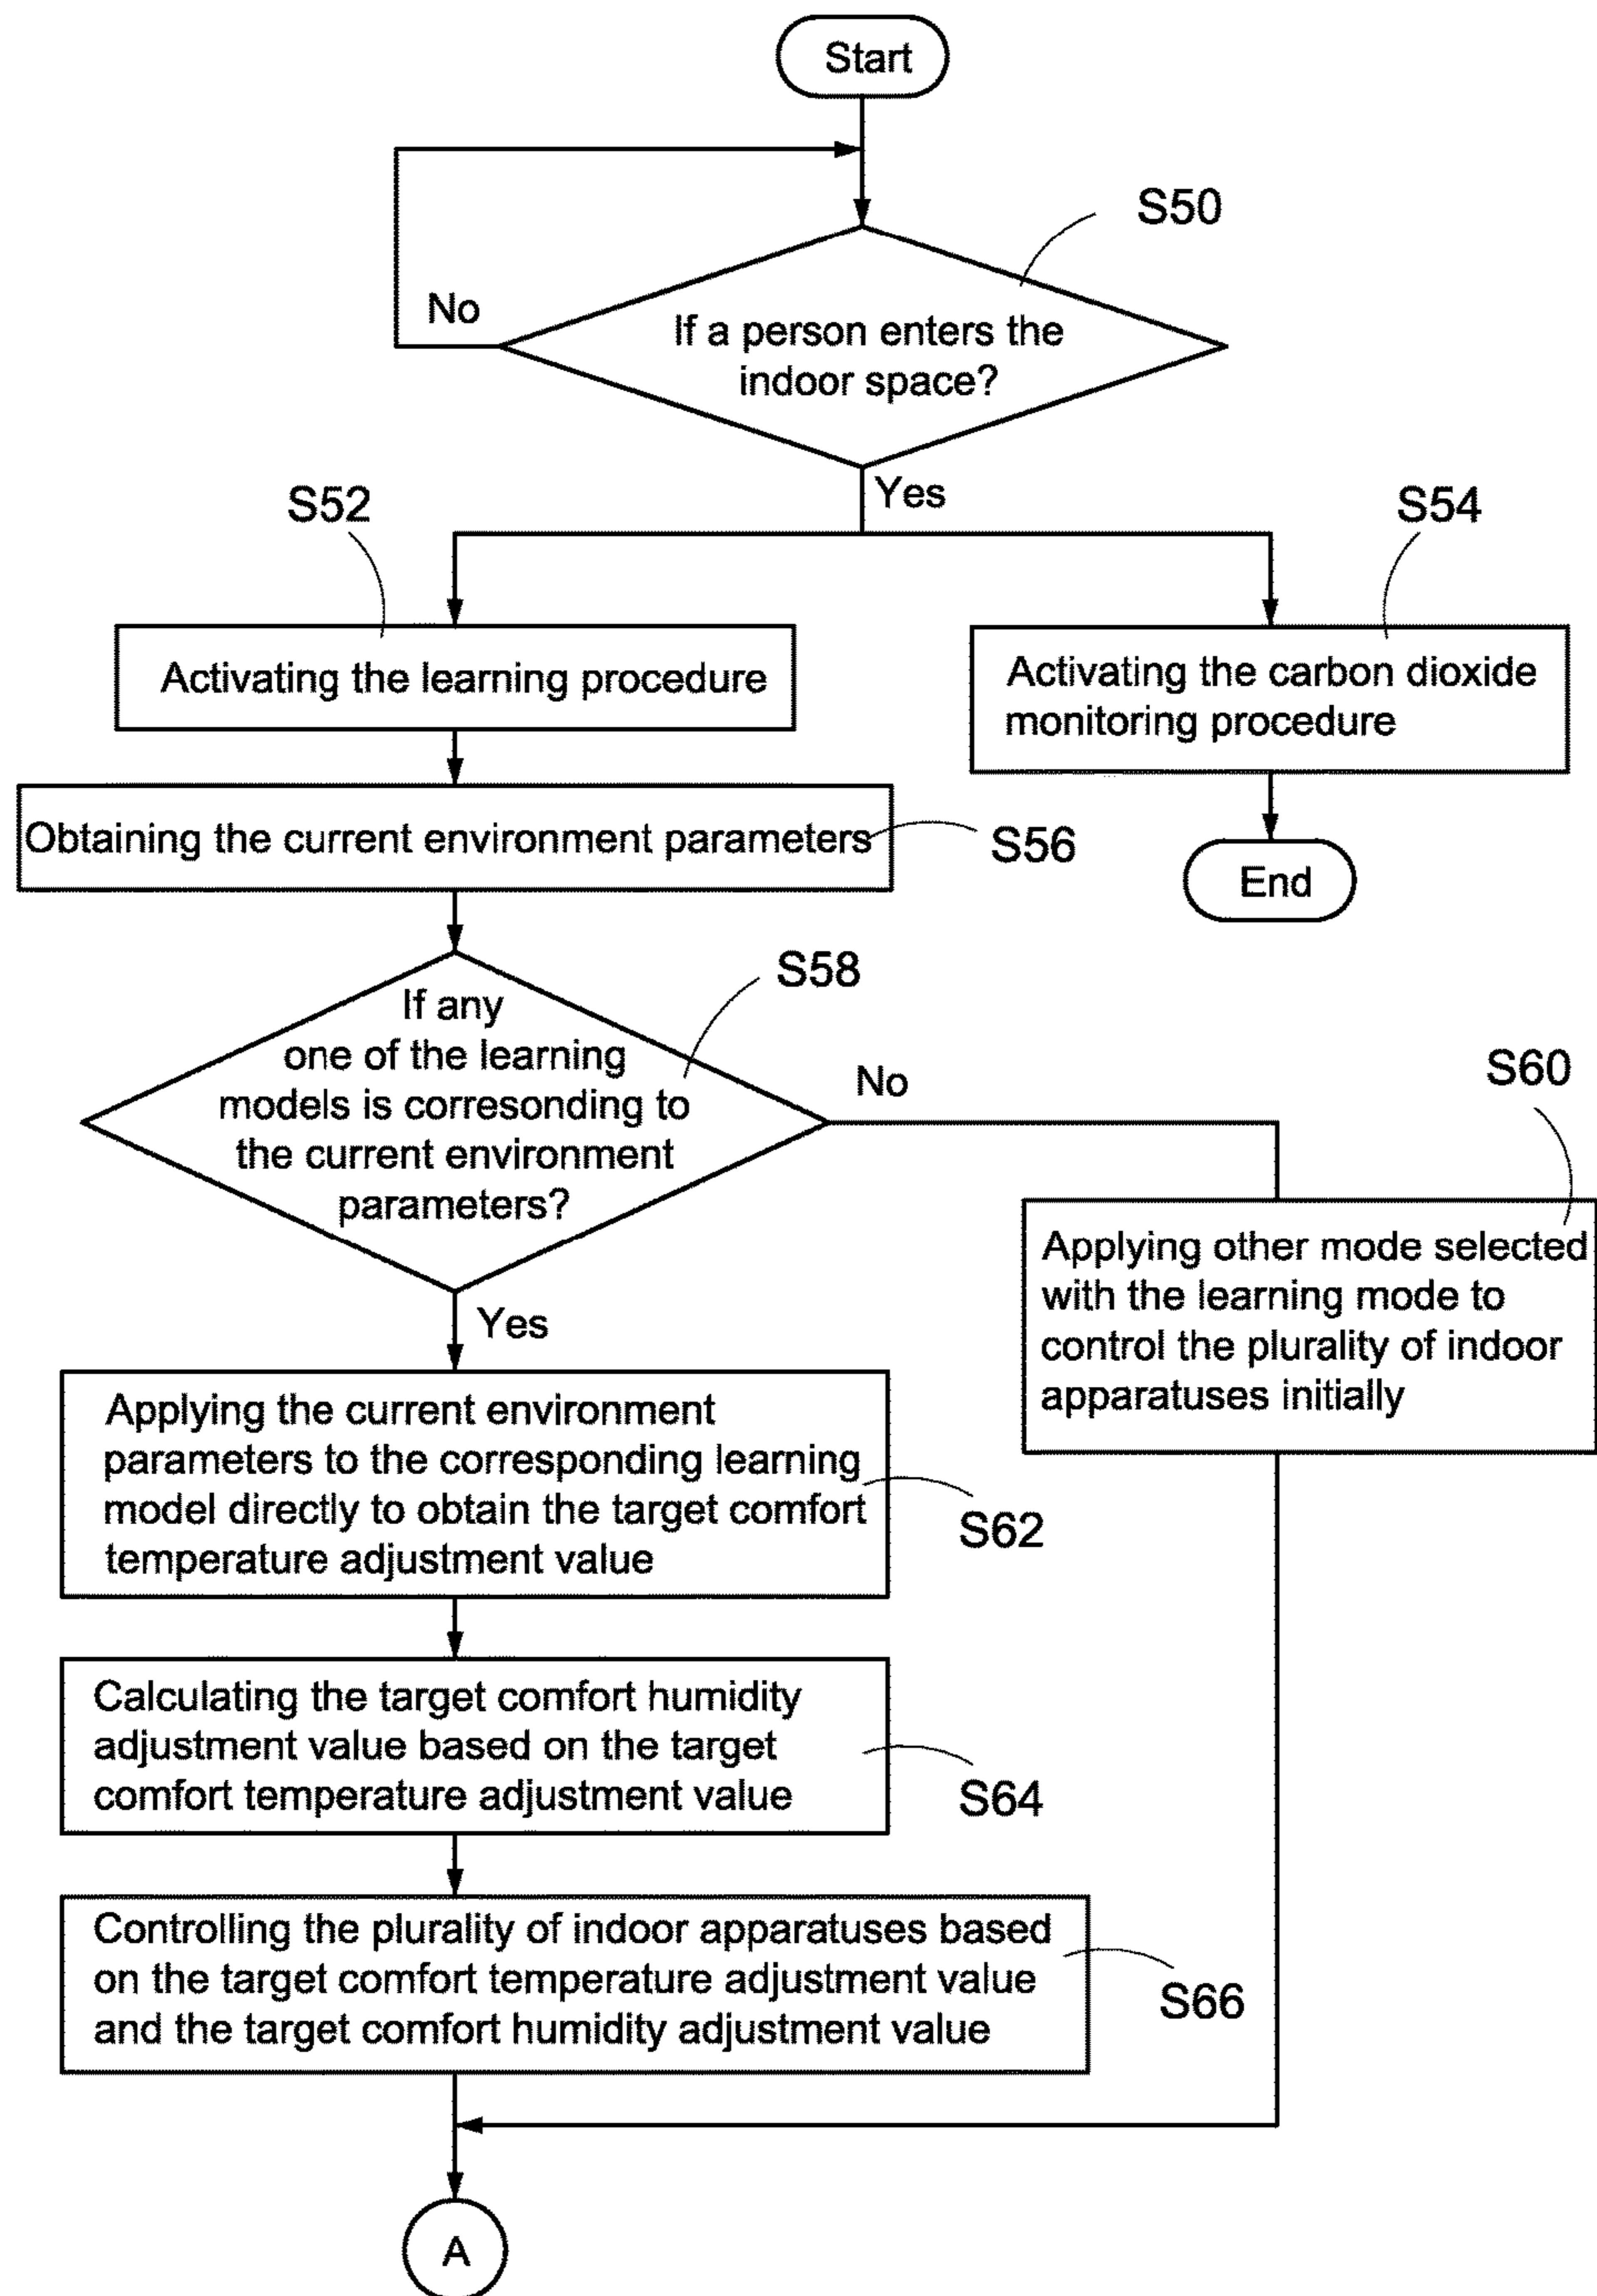 Start
S50
No
If a person enters the
indoor space?
Yes
S52
S54
Activating the learning procedure
Activating the carbon dioxide
monitoring procedure
Obtaining the current environment parameters
S56
End
S58
If any
one of the learning
models is corresonding to
the current environment
parameters?
No
S60
Applying other mode selected
with the learning mode to
control the plurality of indoor
apparatuses initially
Yes
Applying the current environment
parameters to the corresponding learning
model directly to obtain the target comfort
temperature adjustment value
S62
Calculating the target comfort humidity
adjustment value based on the target
comfort temperature adjustment value
S64
Controlling the plurality of indoor apparatuses based
on the target comfort temperature adjustment value
and the target comfort humidity adjustment value
S66
A